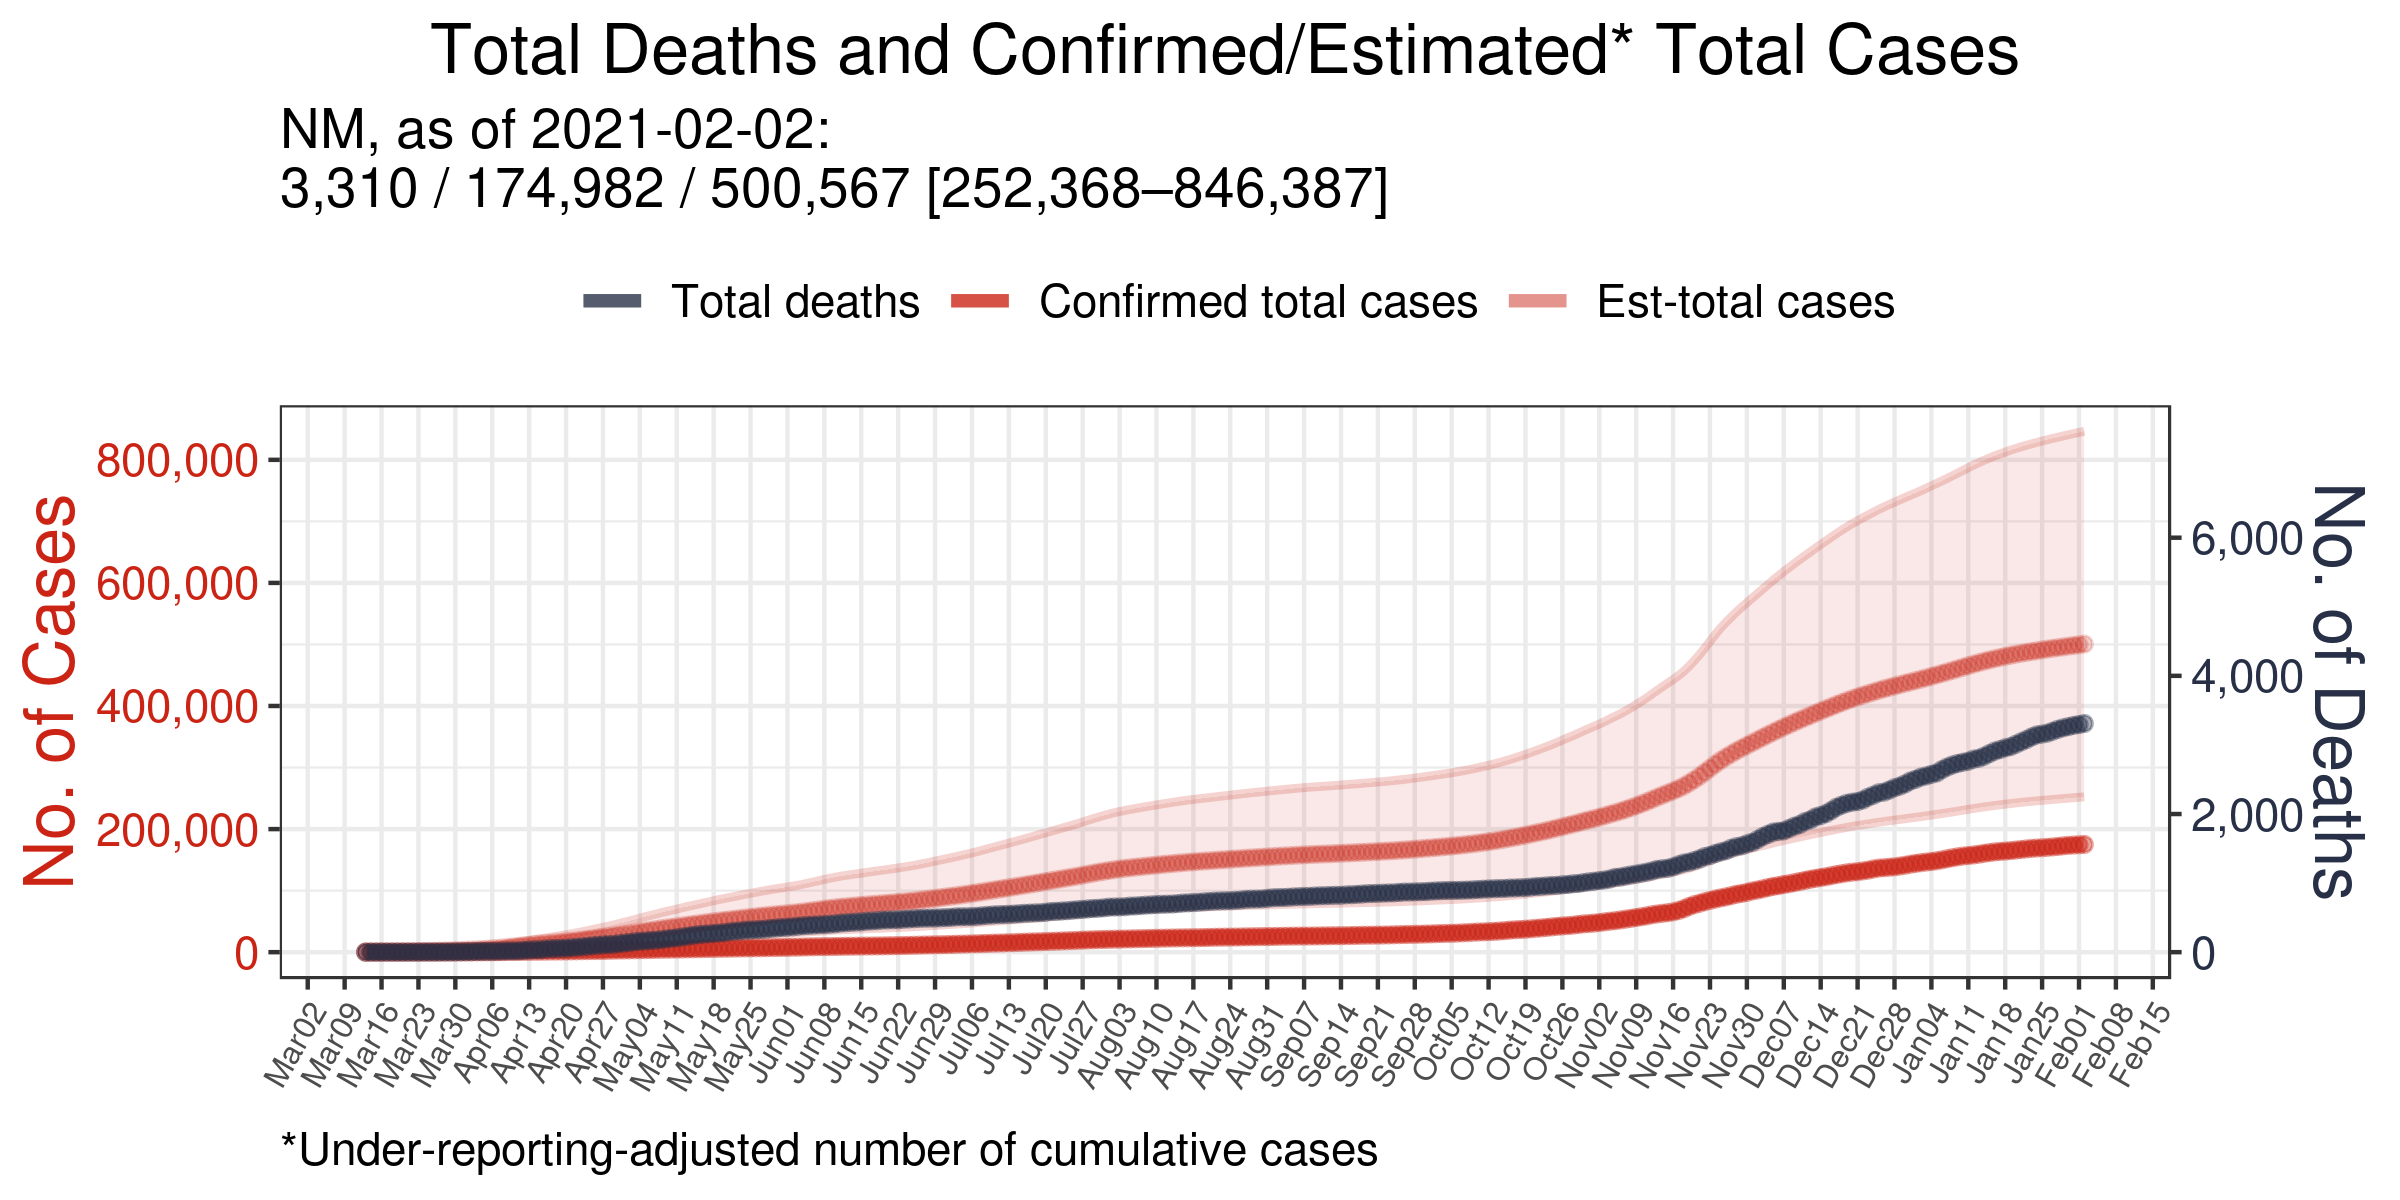 Total Deaths and Confirmed/Estimated* Total Cases
NM, as of 2021-02-02:
3,310 / 174,982 / 500,567 [252,368–846,387]
Total deaths
Confirmed total cases
Est-total cases
No. of Cases
800,000
600,000
400,000
200,000
0
6,000
4,000
2,000
0
No. of Deaths
Mar02
Mar09
Mar16
Mar23
Mar30
Apr06
Apr13
Apr20
Apr27
May04
May11
May18
May25
Jun01
Jun08
Jun15
Jun22
Jun29
Jul06
Jul13
Jul20
Jul27
Aug03
Aug10
Aug17
Aug24
Aug31
Sep07
Sep14
Sep21
Sep28
Oct05
Oct12
Oct19
Oct26
Nov02
Nov09
Nov16
Nov23
Nov30
Dec07
Dec14
Dec21
Dec28
Jan04
Jan11
Jan18
Jan25
Feb01
Feb08
Feb15
*Under-reporting-adjusted number of cumulative cases